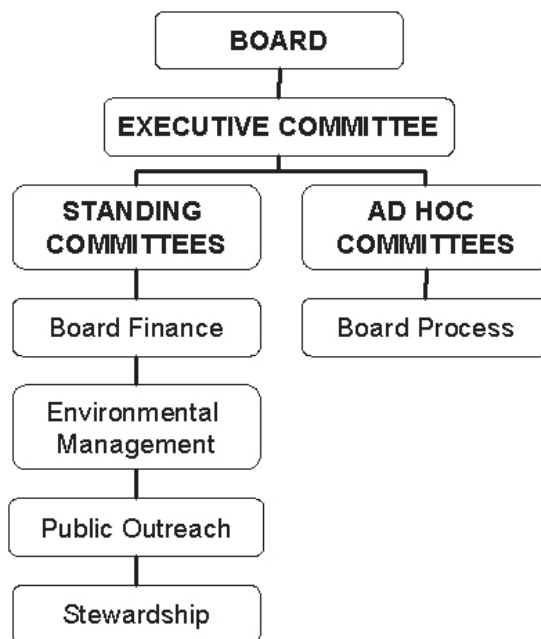 BOARD
EXECUTIVE COMMITTEE
STANDING
COMMITTEES
AD HOC
COMMITTEES
Board Finance
Board Process
Environmental
Management
Public Outreach
Stewardship